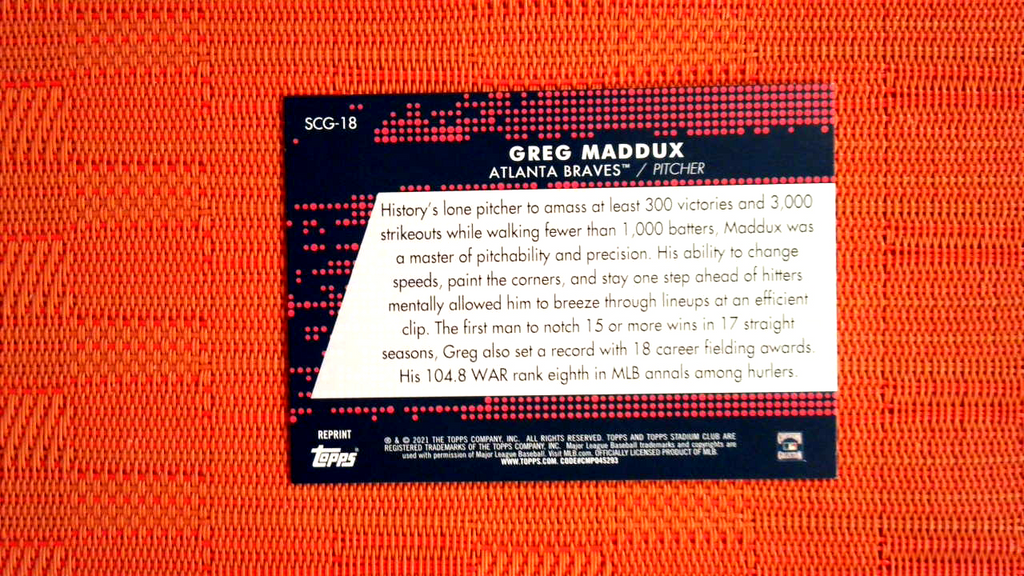 SCG-18
GREG MADDUX
ATLANTA BRAVES™ / PITCHER
History's lone pitcher to amass at least 300 victories and 3,000
strikeouts while walking fewer than 1,000 batters, Maddux was
a master of pitchability and precision. His ability to change
speeds, paint the corners, and stay one step ahead of hitters
mentally allowed him to breeze through lineups at an efficient
clip. The first man to notch 15 or more wins in 17 straight
seasons, Greg also set a record with 18 career fielding awards.
His 104.8 WAR rank eighth in MLB annals among hurlers.
REPRINT
Topps
® & © 2021 THE TOPPS COMPANY, INC. ALL RIGHTS RESERVED. TOPPS AND TOPPS STADIUM CLUB ARE
REGISTERED TRADEMARKS OF THE TOPPS COMPANY, INC. Major League Baseball trademarks and copyrights are
used with permission of Major League Baseball. Visit MLB.com. OFFICIALLY LICENSED PRODUCT OF MLB.
WWW.TOPPS.COM. CODE#CMP045293